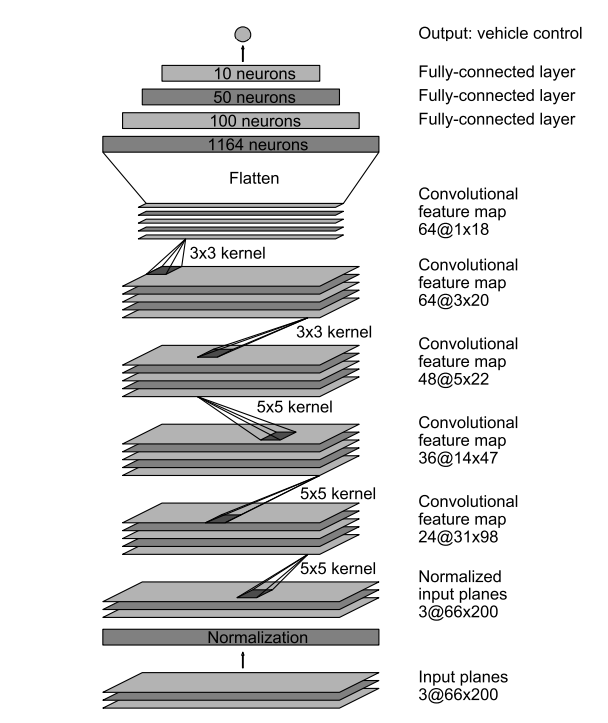 Output: vehicle control
10 neurons
Fully-connected layer
50 neurons
Fully-connected layer
100 neurons
Fully-connected layer
1164 neurons
Flatten
Convolutional
feature map
64@1x18
3x3 kernel
Convolutional
feature map
64@3x20
3x3 kernel
Convolutional
feature map
48@5x22
5x5 kernel
Convolutional
feature map
36@14x47
5x5 kernel
Convolutional
feature map
24@31x98
5x5 kernel
Normalized
input planes
3@66x200
Normalization
Input planes
3@66x200